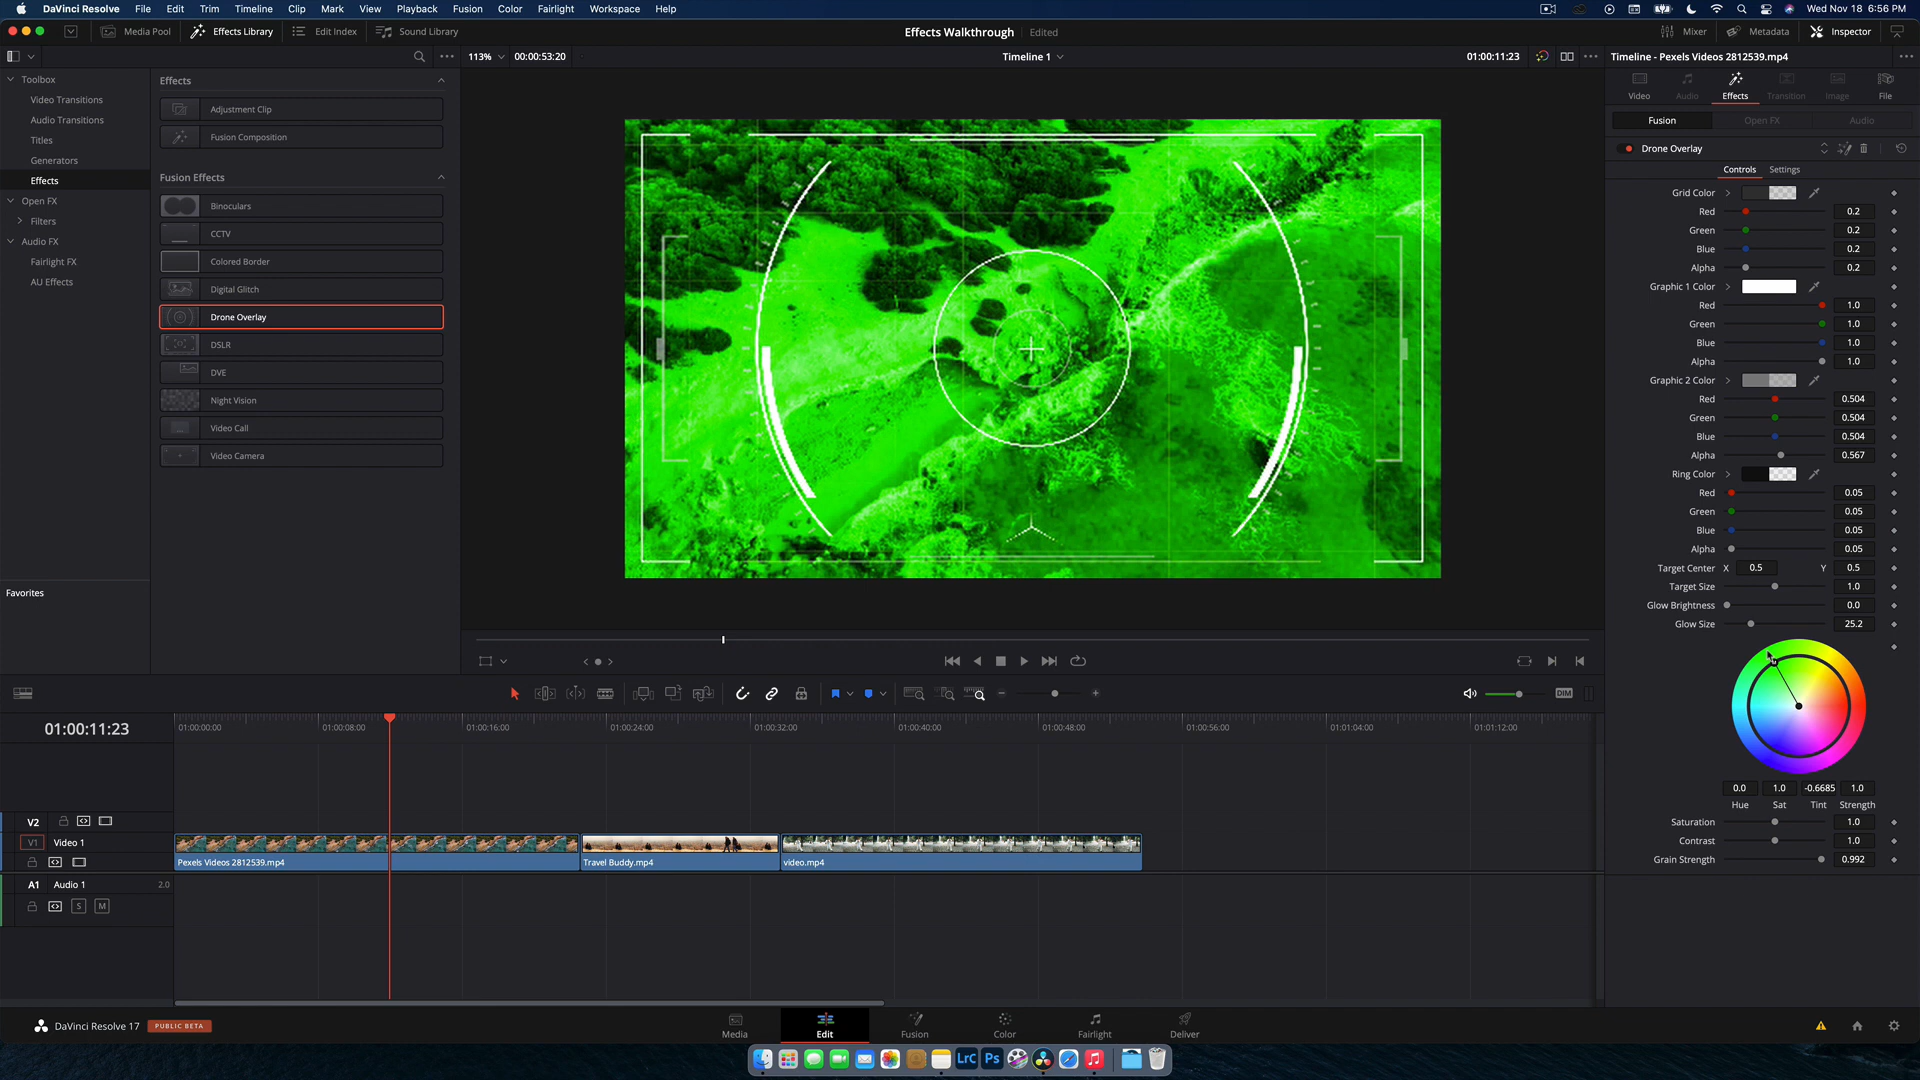 DaVinci Resolve File Edit Trim Timeline Clip Mark View Playback Fusion Color Fairlight Workspace Help Wed Nov 18 6:56 PM
Media Pool Effects Library Edit Index Sound Library Effects Walkthrough Edited Mixer Metadata Inspector
113% 00:00:53:20 Timeline 1 01:00:11:23 Timeline - Pexels Videos 2812539.mp4
Toolbox
Video Transitions
Audio Transitions
Titles
Generators
Effects
Open FX
Filters
Audio FX
Fairlight FX
AU Effects
Favorites
Effects
Adjustment Clip
Fusion Composition
Fusion Effects
Binoculars
CCTV
Colored Border
Digital Glitch
Drone Overlay
DSLR
DVE
Night Vision
Video Call
Video Camera
Video Audio Effects Transition Image File
Fusion Open FX Audio
Drone Overlay
Controls Settings
Grid Color
Red 0.2
Green 0.2
Blue 0.2
Alpha 0.2
Graphic 1 Color
Red 1.0
Green 1.0
Blue 1.0
Alpha 1.0
Graphic 2 Color
Red 0.504
Green 0.504
Blue 0.504
Alpha 0.567
Ring Color
Red 0.05
Green 0.05
Blue 0.05
Alpha 0.05
Target Center X 0.5 Y 0.5
Target Size 1.0
Glow Brightness 0.0
Glow Size 25.2
0.0 1.0 -0.6685 1.0
Hue Sat Tint Strength
Saturation 1.0
Contrast 1.0
Grain Strength 0.992
DIM
01:00:11:23 01:00:00:00 01:00:08:00 01:00:16:00 01:00:24:00 01:00:32:00 01:00:40:00 01:00:48:00 01:00:56:00 01:01:04:00 01:01:12:00
V2
V1 Video 1
Pexels Videos 2812539.mp4 Travel Buddy.mp4 video.mp4
A1 Audio 1 2.0
S M
DaVinci Resolve 17 PUBLIC BETA
Media Edit Fusion Color Fairlight Deliver
LrC Ps